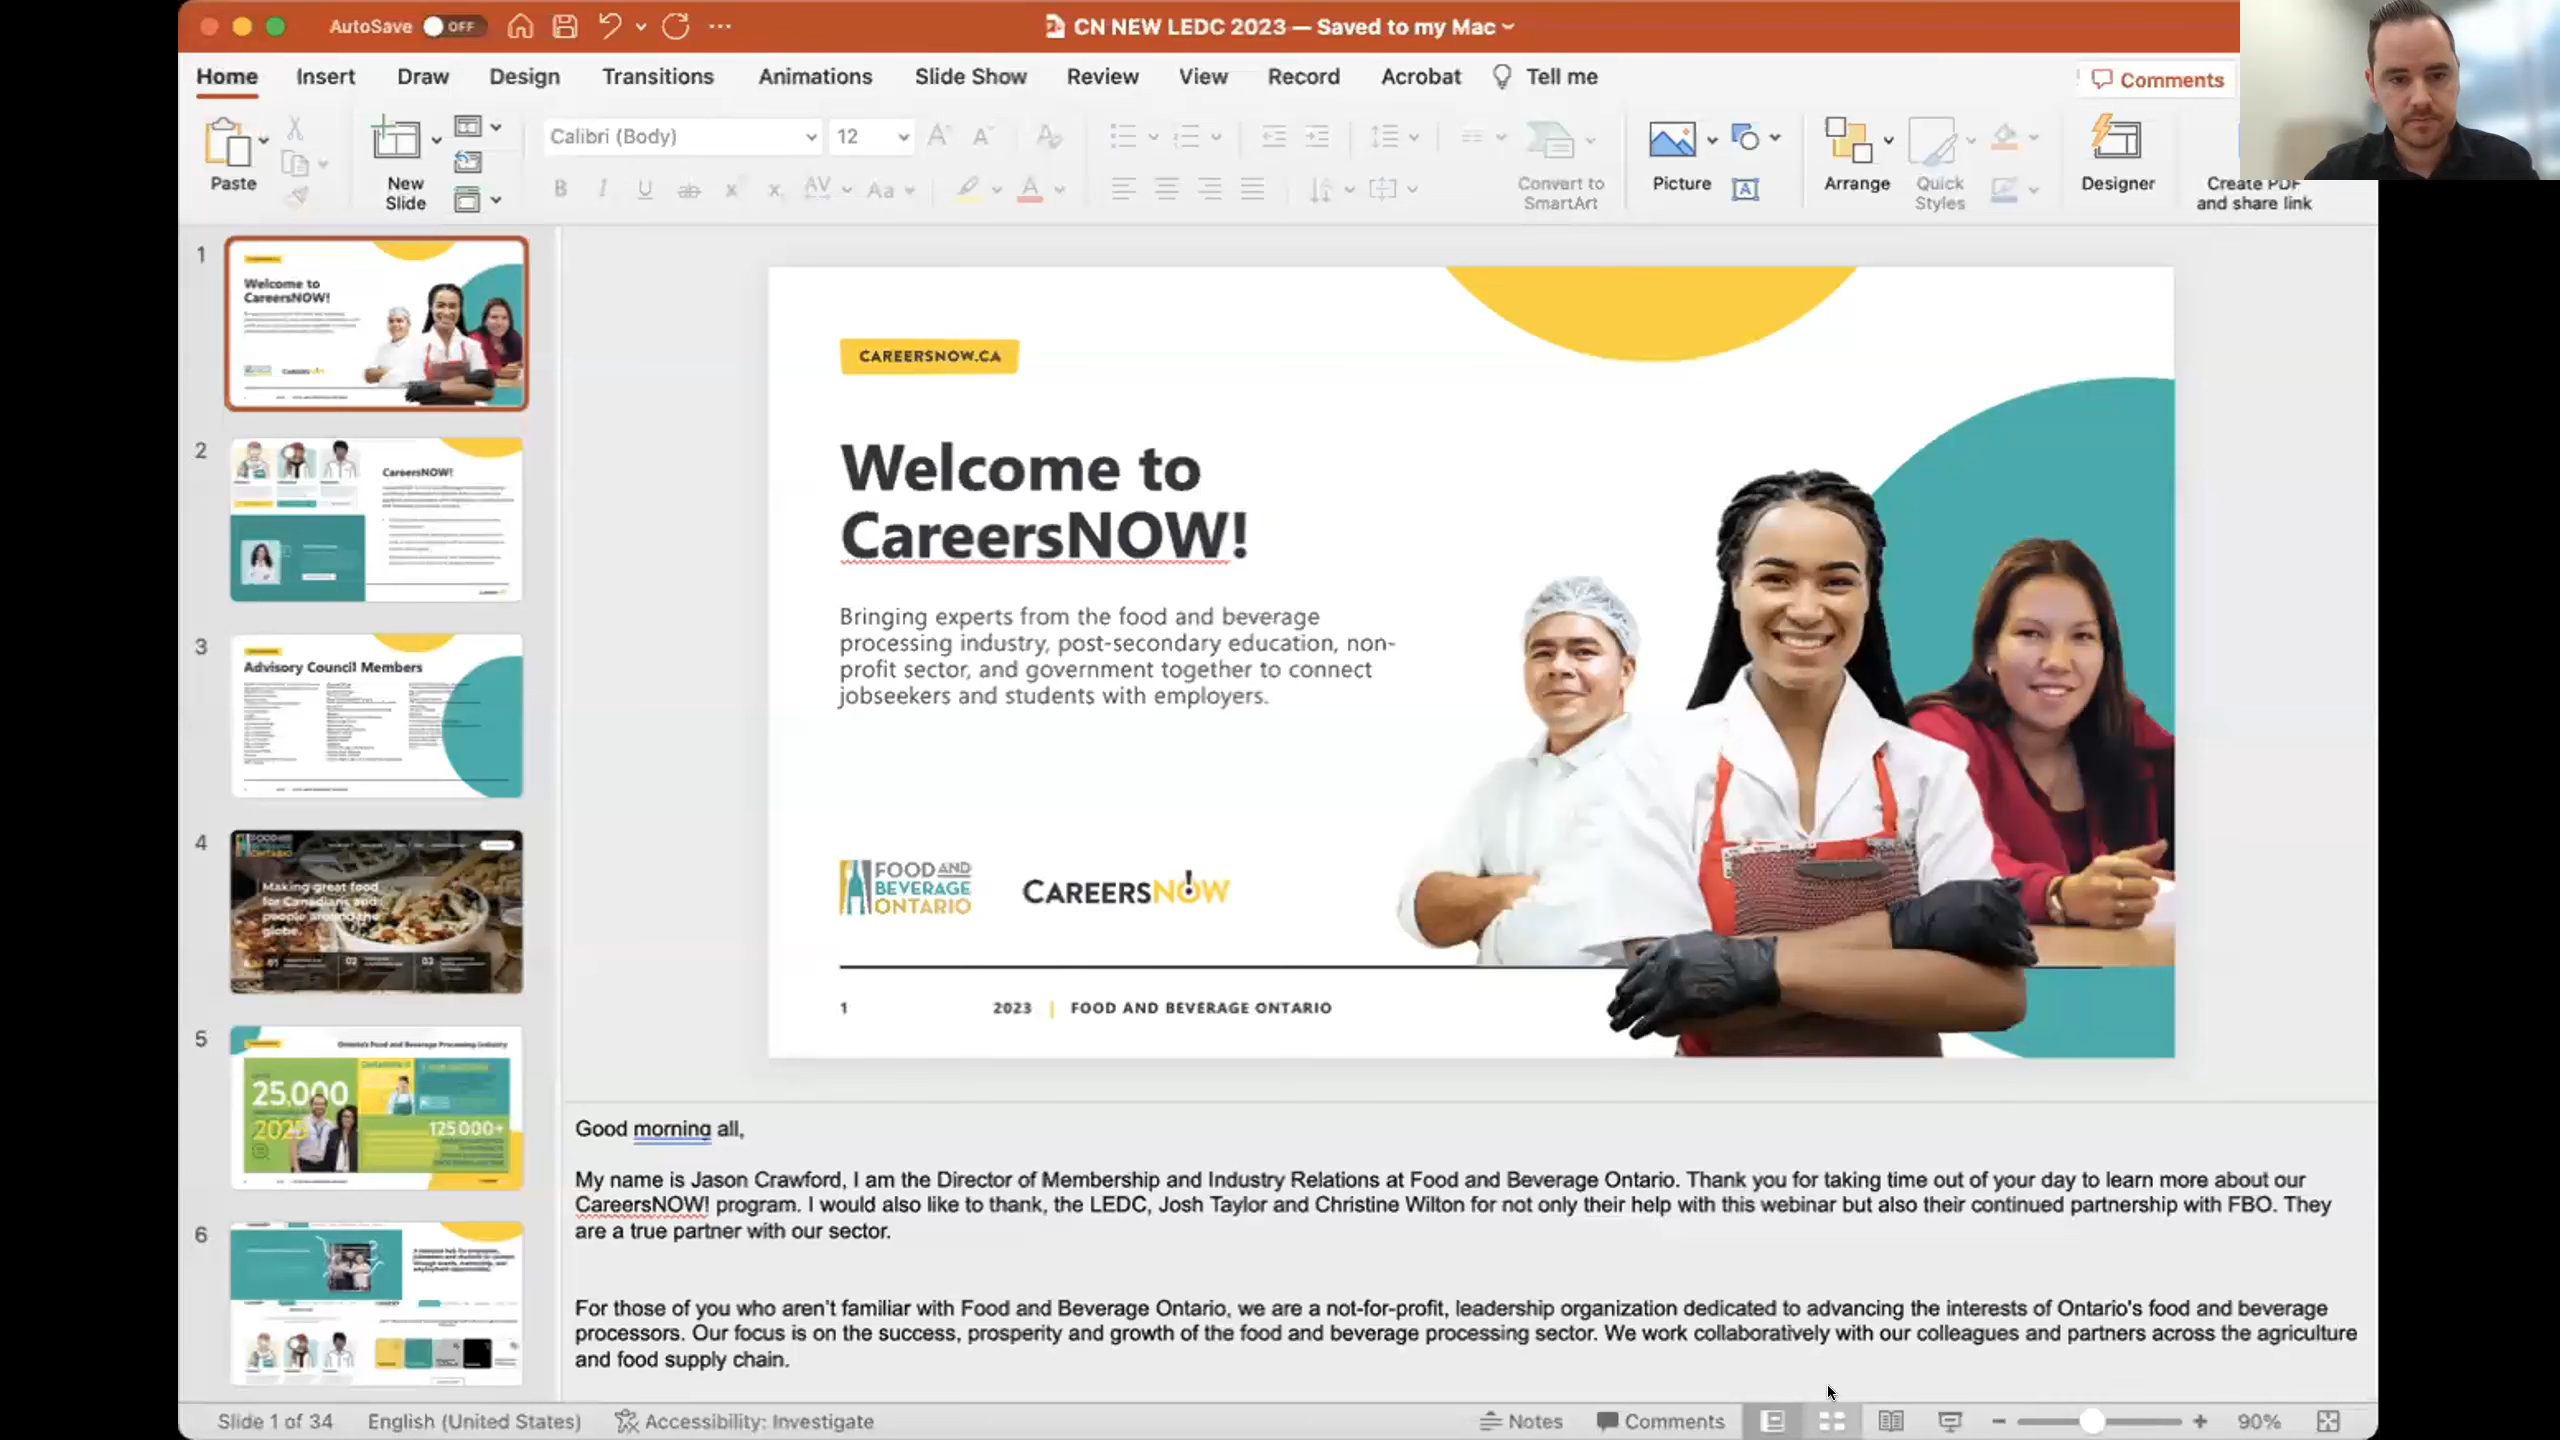 AutoSave OFF
CN NEW LEDC 2023 — Saved to my Mac
Home Insert Draw Design Transitions Animations Slide Show Review View Record Acrobat Tell me
Comments
Paste
New
Slide
Calibri (Body) 12
Convert to
SmartArt
Picture
Arrange
Quick
Styles
Designer
Create PDF
and share link
1
Welcome to
CareersNOW!
2
CareersNOW!
3
Advisory Council Members
4
FOOD AND
BEVERAGE
ONTARIO
Making great food
for Canadians and
people around the
globe.
01 02 03
5
Ontario's Food and Beverage Processing Industry
25,000
2025
125000+
6
CAREERSNOW.CA
Welcome to
CareersNOW!
Bringing experts from the food and beverage
processing industry, post-secondary education, non-
profit sector, and government together to connect
jobseekers and students with employers.
FOOD AND
BEVERAGE
ONTARIO
CAREERSNOW
1 2023 | FOOD AND BEVERAGE ONTARIO
Good morning all,
My name is Jason Crawford, I am the Director of Membership and Industry Relations at Food and Beverage Ontario. Thank you for taking time out of your day to learn more about our
CareersNOW! program. I would also like to thank, the LEDC, Josh Taylor and Christine Wilton for not only their help with this webinar but also their continued partnership with FBO. They
are a true partner with our sector.
For those of you who aren't familiar with Food and Beverage Ontario, we are a not-for-profit, leadership organization dedicated to advancing the interests of Ontario's food and beverage
processors. Our focus is on the success, prosperity and growth of the food and beverage processing sector. We work collaboratively with our colleagues and partners across the agriculture
and food supply chain.
Slide 1 of 34 English (United States) Accessibility: Investigate
Notes Comments 90%